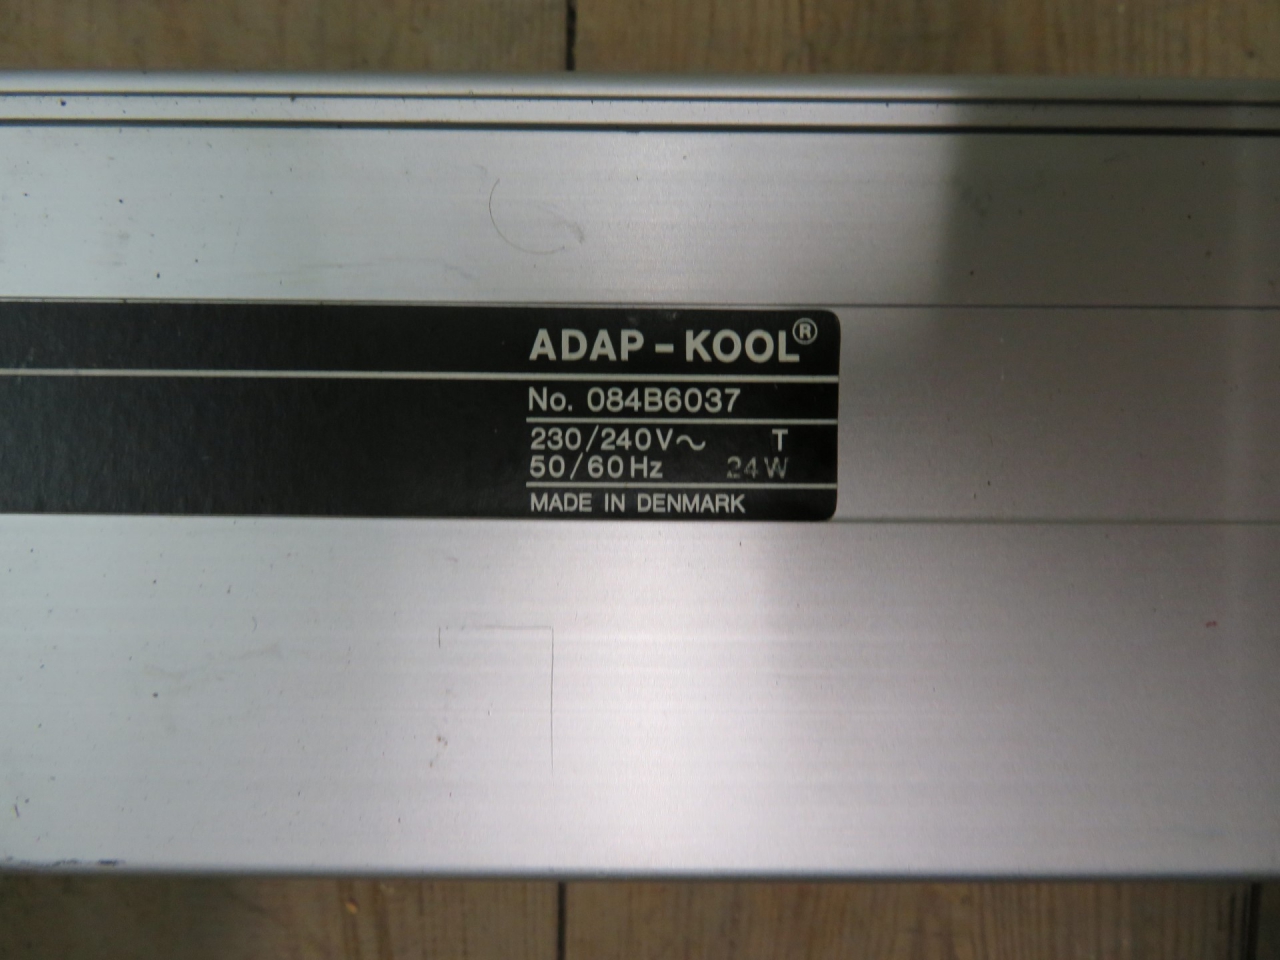 ADAP-KOOL®
No. 084B6037
230/240V~ T
50/60Hz 24W
MADE IN DENMARK